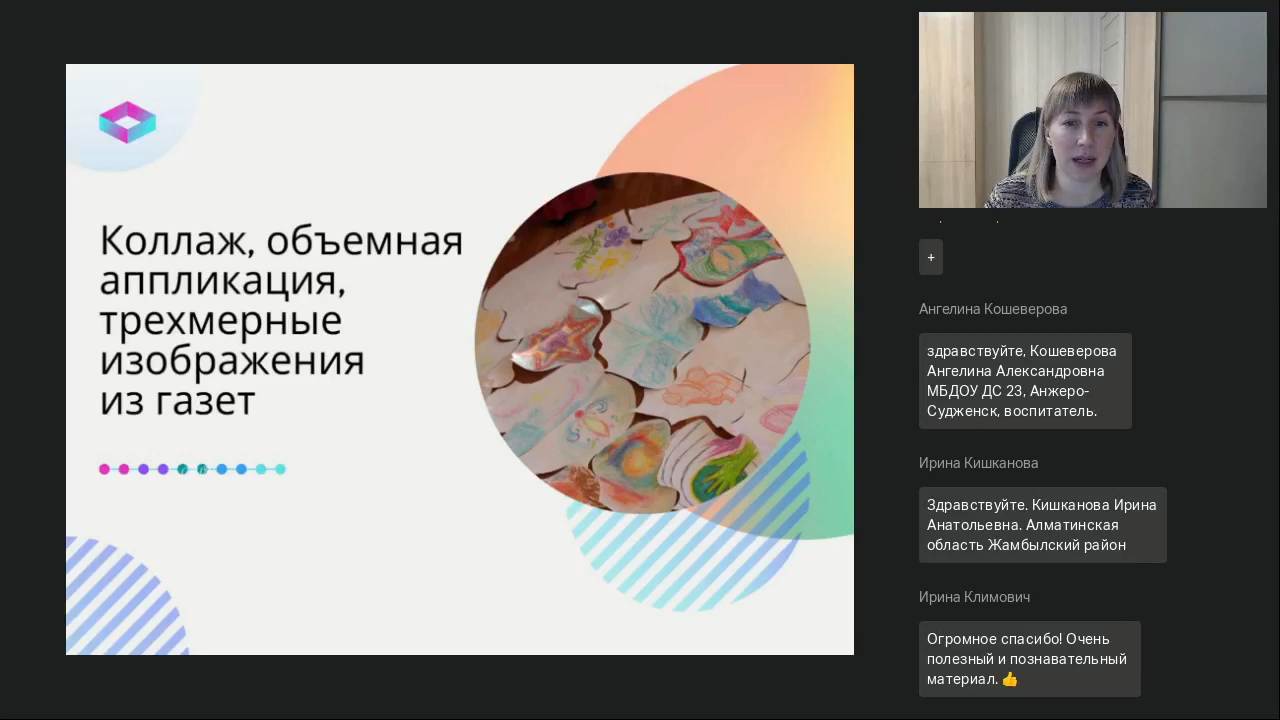 Коллаж, объемная
аппликация,
трехмерные
изображения
из газет
+
Ангелина Кошеверова
здравствуйте, Кошеверова
Ангелина Александровна
МБДОУ ДС 23, Анжеро-
Судженск, воспитатель.
Ирина Кишканова
Здравствуйте. Кишканова Ирина
Анатольевна. Алматинская
область Жамбылский район
Ирина Климович
Огромное спасибо! Очень
полезный и познавательный
материал. 👍